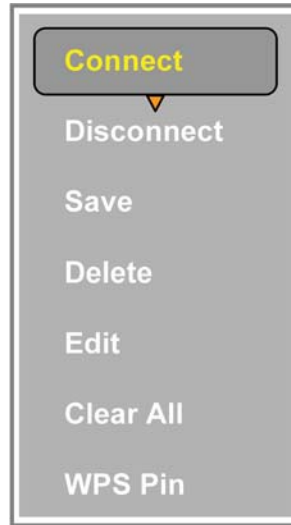 Connect
Disconnect
Save
Delete
Edit
Clear All
WPS Pin